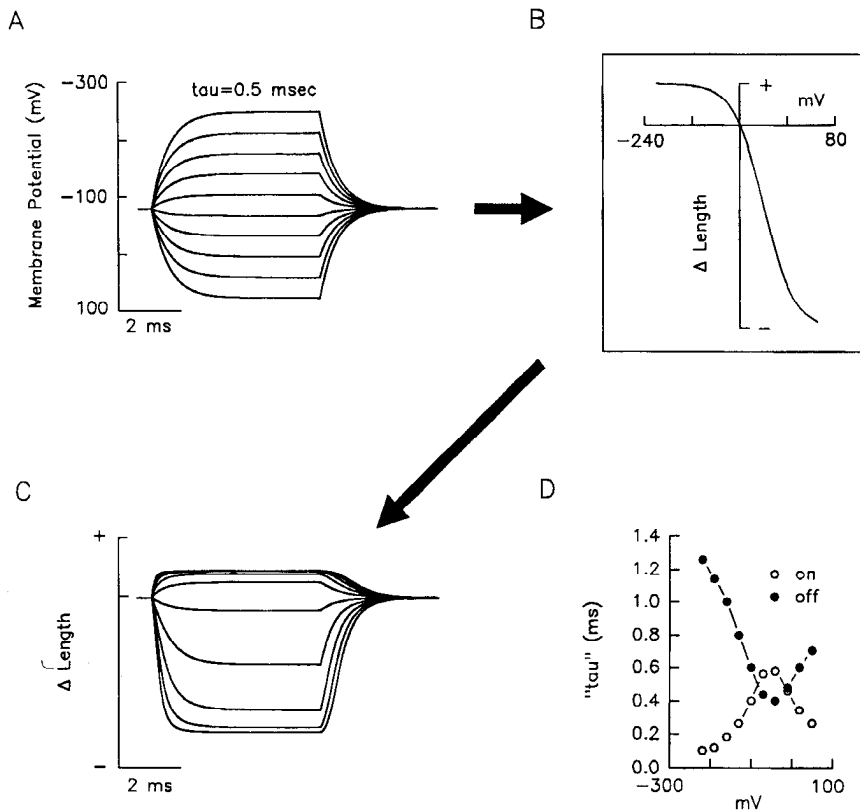 A
Membrane Potential (mV)
-300
-100
100
tau=0.5 msec
2 ms
B
+
mV
-240
80
Δ Length
-
C
+
Δ Length
-
2 ms
D
"tau" (ms)
1.4
1.2
1.0
0.8
0.6
0.4
0.2
0.0
on
off
-300
100
mV